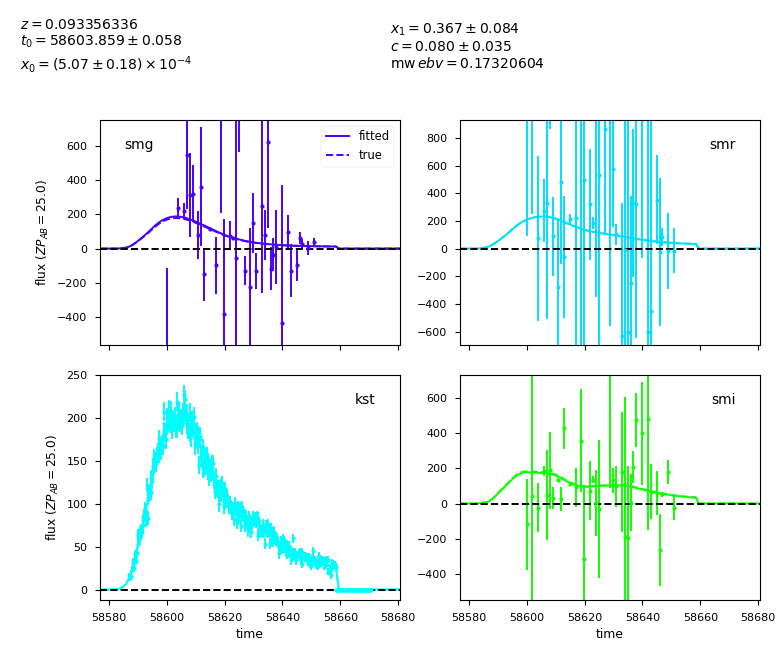 z = 0.093356336
t₀ = 58603.859 ± 0.058
x₀ = (5.07 ± 0.18) × 10⁻⁴
x₁ = 0.367 ± 0.084
c = 0.080 ± 0.035
mw ebv = 0.17320604
smg
fitted
true
600
400
200
0
−200
−400
flux (ZP_AB = 25.0)
smr
800
600
400
200
0
−200
−400
−600
kst
250
200
150
100
50
0
flux (ZP_AB = 25.0)
58580 58600 58620 58640 58660 58680
time
smi
600
400
200
0
−200
−400
58580 58600 58620 58640 58660 58680
time